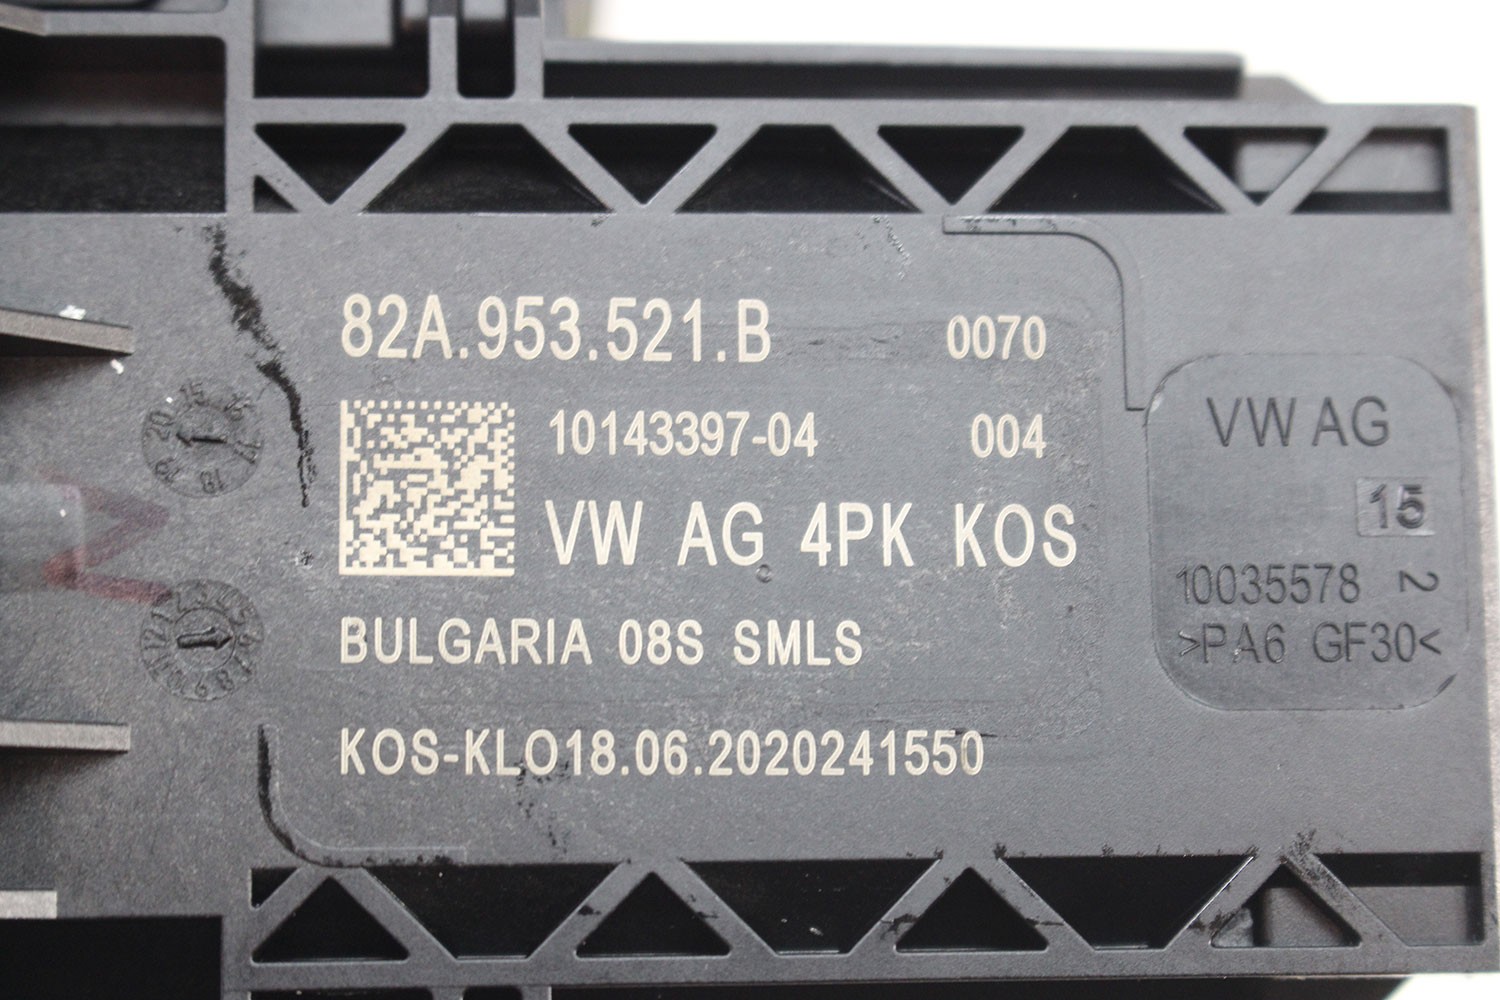 82A.953.521.B 0070
10143397-04 004
VW AG 4PK KOS
BULGARIA 08S SMLS
KOS-KLO18.06.2020241550
VW AG
15
10035578 2
>PA6 GF30<